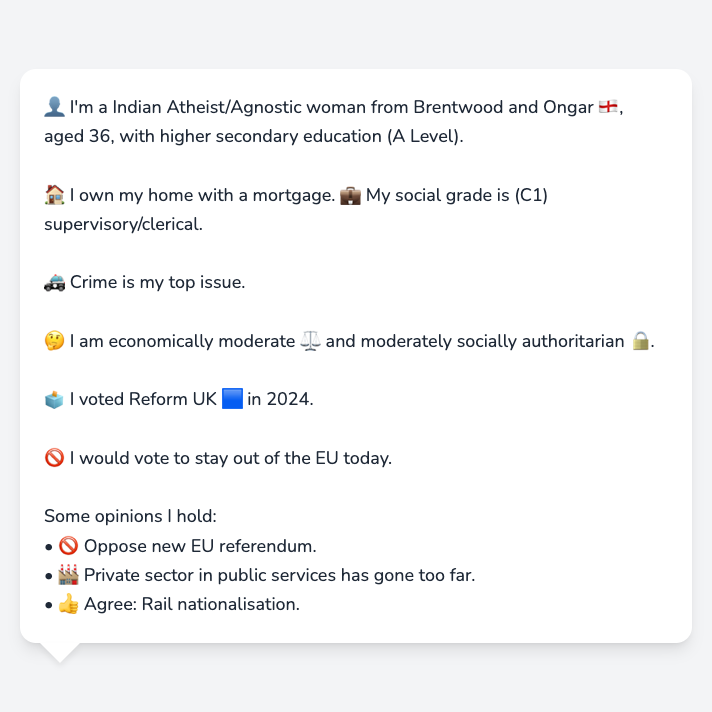 👤 I'm a Indian Atheist/Agnostic woman from Brentwood and Ongar 🏴󠁧󠁢󠁥󠁮󠁧󠁿,
aged 36, with higher secondary education (A Level).
🏠 I own my home with a mortgage. 💼 My social grade is (C1)
supervisory/clerical.
🚓 Crime is my top issue.
🤔 I am economically moderate ⚖️ and moderately socially authoritarian 🔒.
🗳️ I voted Reform UK 🟦 in 2024.
🚫 I would vote to stay out of the EU today.
Some opinions I hold:
• 🚫 Oppose new EU referendum.
• 🏭 Private sector in public services has gone too far.
• 👍 Agree: Rail nationalisation.